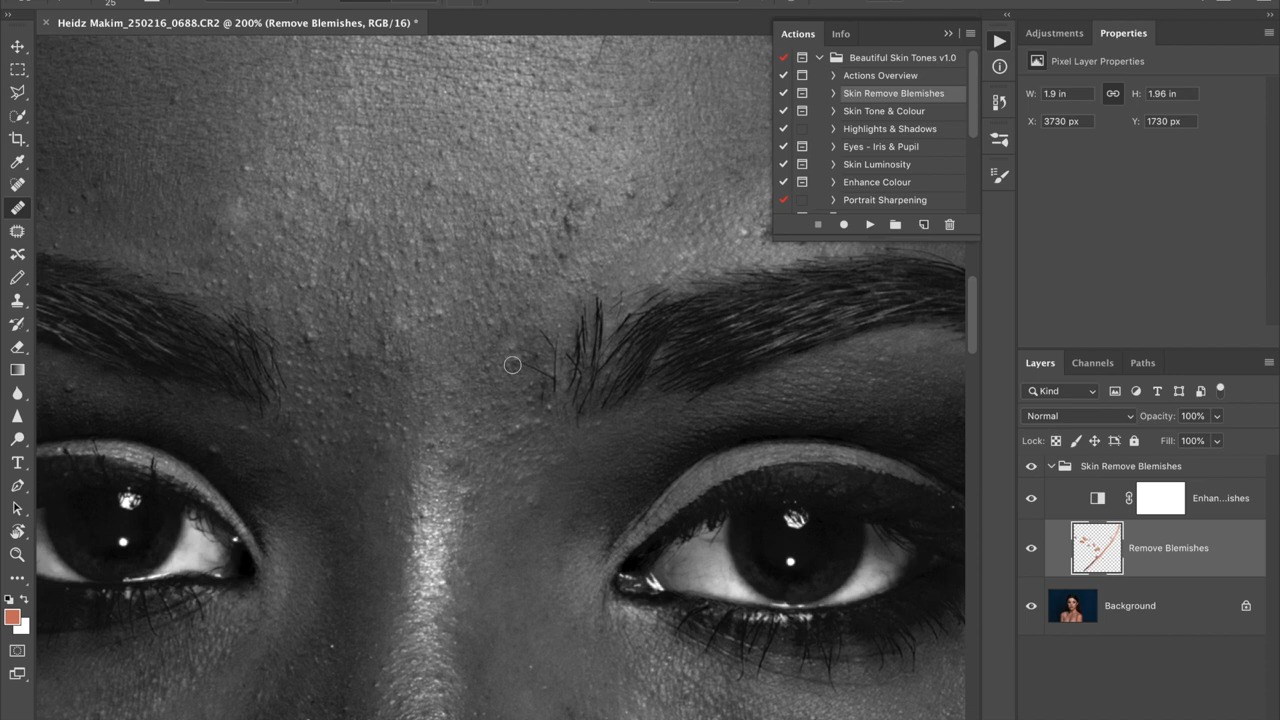 25
Heidz Makim_250216_0688.CR2 @ 200% (Remove Blemishes, RGB/16) *
Actions
Info
Beautiful Skin Tones v1.0
Actions Overview
Skin Remove Blemishes
Skin Tone & Colour
Highlights & Shadows
Eyes - Iris & Pupil
Skin Luminosity
Enhance Colour
Portrait Sharpening
Adjustments
Properties
Pixel Layer Properties
W: 1.9 in
H: 1.96 in
X: 3730 px
Y: 1730 px
Layers
Channels
Paths
Kind
Normal
Opacity: 100%
Lock:
Fill: 100%
Skin Remove Blemishes
Enhan...ishes
Remove Blemishes
Background